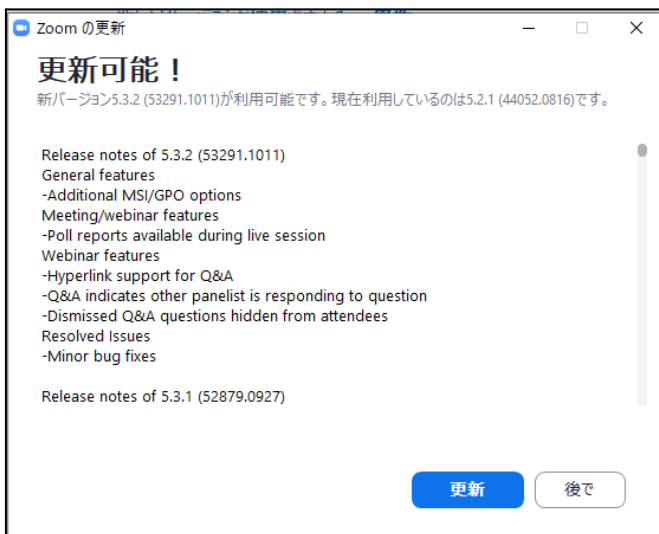 Zoom の更新
更新可能！
新バージョン5.3.2 (53291.1011)が利用可能です。現在利用しているのは5.2.1 (44052.0816)です。
Release notes of 5.3.2 (53291.1011)
General features
-Additional MSI/GPO options
Meeting/webinar features
-Poll reports available during live session
Webinar features
-Hyperlink support for Q&A
-Q&A indicates other panelist is responding to question
-Dismissed Q&A questions hidden from attendees
Resolved Issues
-Minor bug fixes
Release notes of 5.3.1 (52879.0927)
更新
後で